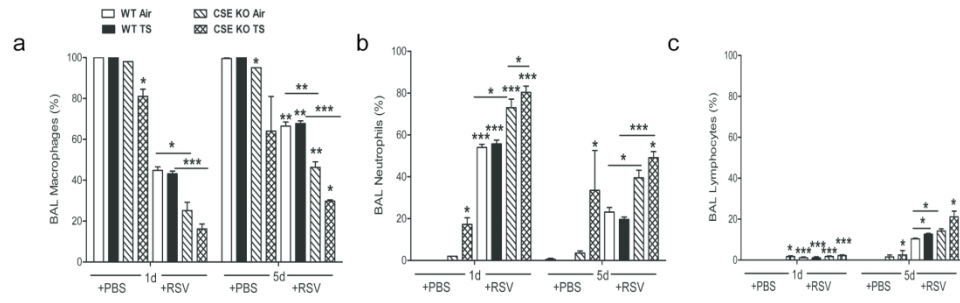 WT Air
CSE KO Air
WT TS
CSE KO TS
a
BAL Macrophages (%)
100
80
60
40
20
0
*
*
***
*
**
**
**
***
**
*
1d
5d
+PBS
+RSV
+PBS
+RSV
b
BAL Neutrophils (%)
100
80
60
40
20
0
*
***
***
*
***
*
***
*
*
***
*
1d
5d
+PBS
+RSV
+PBS
+RSV
c
BAL Lymphocytes (%)
100
80
60
40
20
0
*
***
***
***
***
*
*
*
*
1d
5d
+PBS
+RSV
+PBS
+RSV